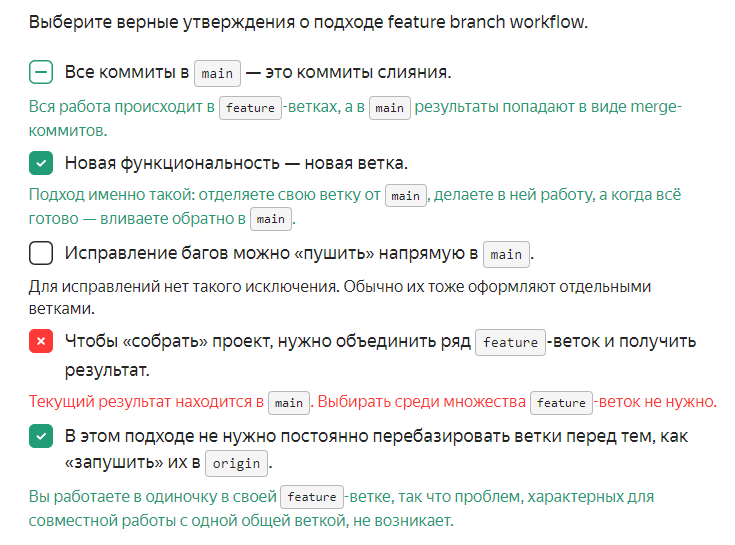 Выберите верные утверждения о подходе feature branch workflow.
Все коммиты в main — это коммиты слияния.
Вся работа происходит в feature-ветках, а в main результаты попадают в виде merge-
коммитов.
Новая функциональность — новая ветка.
Подход именно такой: отделяете свою ветку от main, делаете в ней работу, а когда всё
готово — вливаете обратно в main.
Исправление багов можно «пушить» напрямую в main.
Для исправлений нет такого исключения. Обычно их тоже оформляют отдельными
ветками.
Чтобы «собрать» проект, нужно объединить ряд feature-веток и получить
результат.
Текущий результат находится в main. Выбирать среди множества feature-веток не нужно.
В этом подходе не нужно постоянно перебазировать ветки перед тем, как
«запушить» их в origin.
Вы работаете в одиночку в своей feature-ветке, так что проблем, характерных для
совместной работы с одной общей веткой, не возникает.